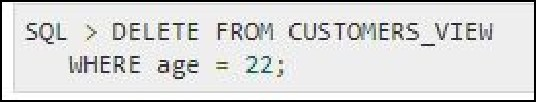 SQL > DELETE FROM CUSTOMERS_VIEW
WHERE age = 22;